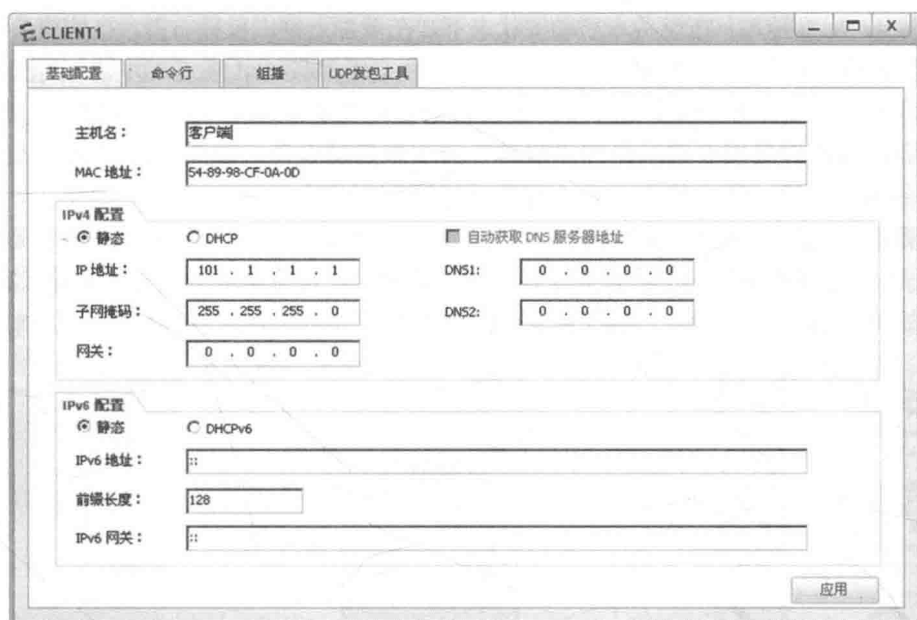 CLIENT1
基础配置 命令行 组播 UDP发包工具
主机名： 客户端
MAC 地址： 54-89-98-CF-0A-0D
IPv4 配置
静态 DHCP 自动获取 DNS 服务器地址
IP 地址： 101 . 1 . 1 . 1 DNS1: 0 . 0 . 0 . 0
子网掩码： 255 . 255 . 255 . 0 DNS2: 0 . 0 . 0 . 0
网关： 0 . 0 . 0 . 0
IPv6 配置
静态 DHCPv6
IPv6 地址： ::
前缀长度： 128
IPv6 网关： ::
应用